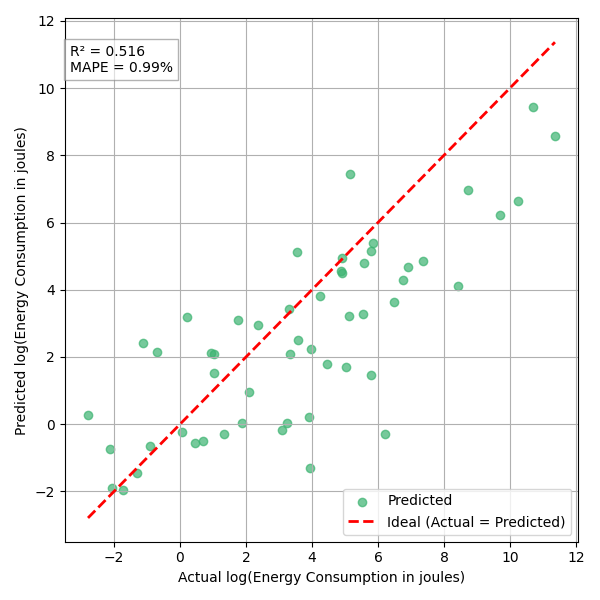 R² = 0.516
MAPE = 0.99%
12
10
8
6
4
2
0
−2
Predicted log(Energy Consumption in joules)
Predicted
Ideal (Actual = Predicted)
−2 0 2 4 6 8 10 12
Actual log(Energy Consumption in joules)